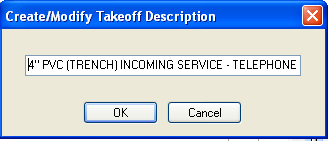 Create/Modify Takeoff Description
4" PVC (TRENCH) INCOMING SERVICE - TELEPHONE
OK
Cancel